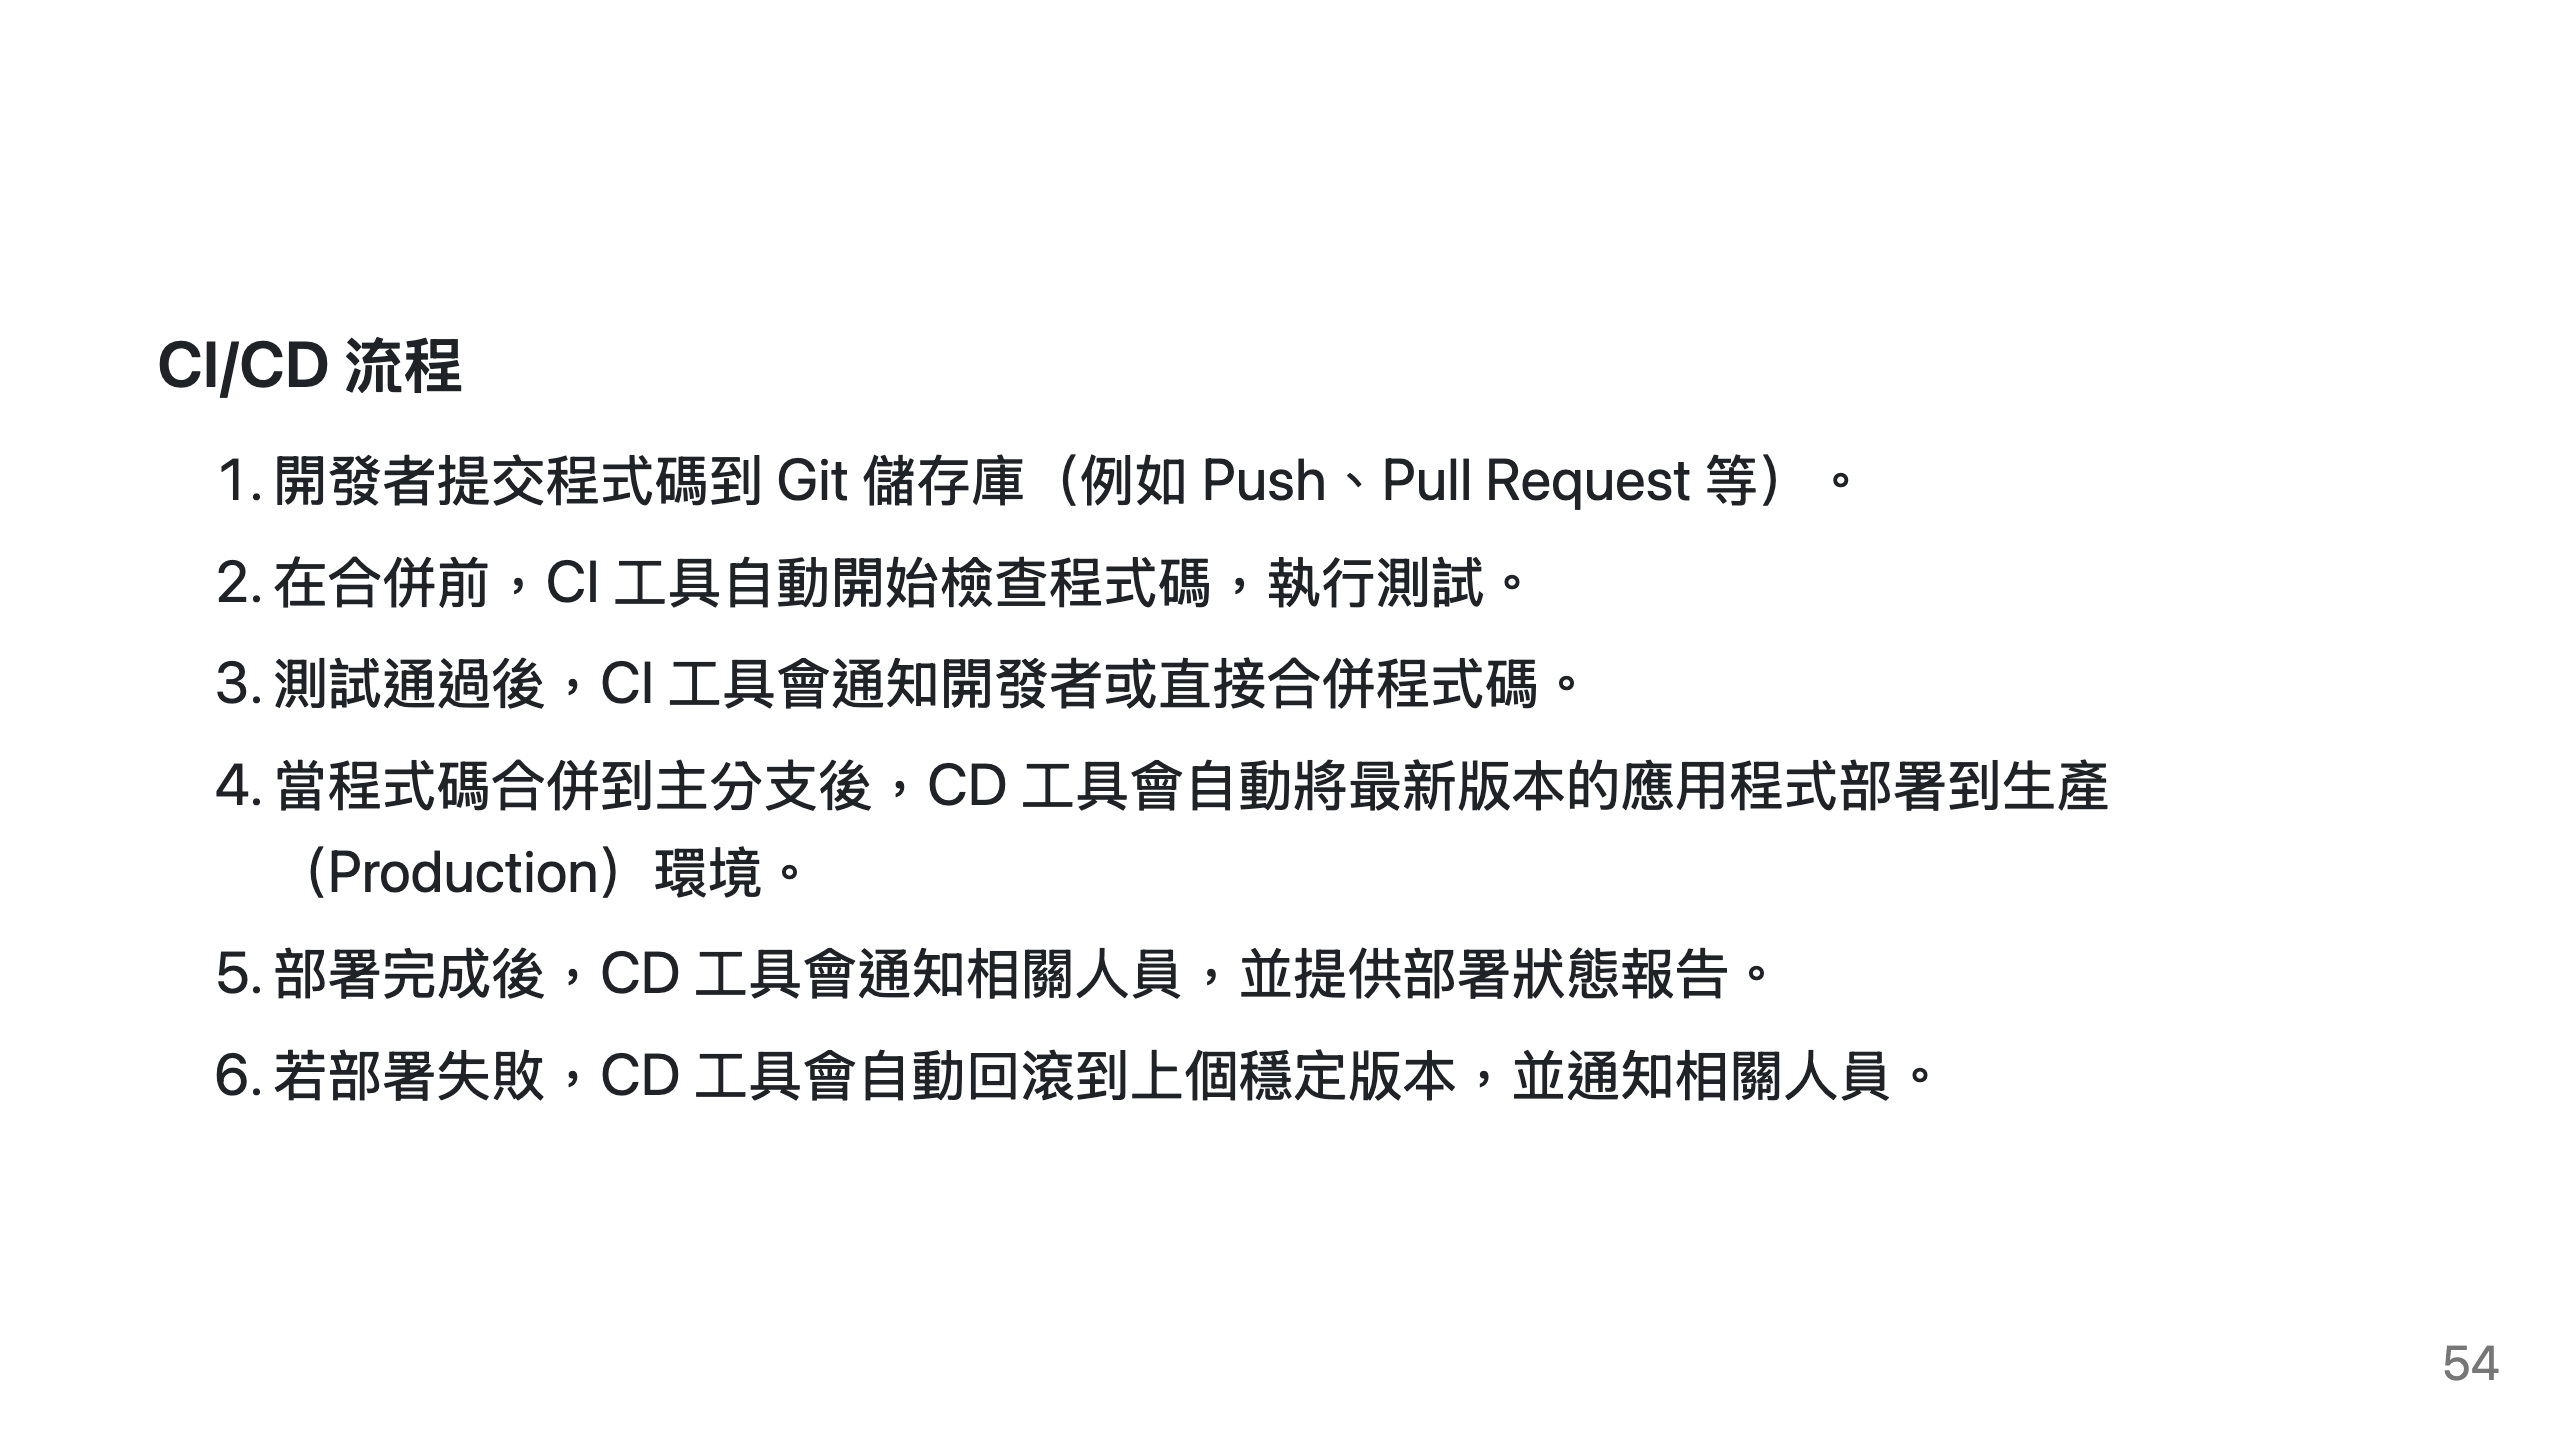 CI/CD 流程
1. 開發者提交程式碼到 Git 儲存庫（例如 Push、Pull Request 等）。
2. 在合併前，CI 工具自動開始檢查程式碼，執行測試。
3. 測試通過後，CI 工具會通知開發者或直接合併程式碼。
4. 當程式碼合併到主分支後，CD 工具會自動將最新版本的應用程式部署到生產
（Production）環境。
5. 部署完成後，CD 工具會通知相關人員，並提供部署狀態報告。
6. 若部署失敗，CD 工具會自動回滾到上個穩定版本，並通知相關人員。
54